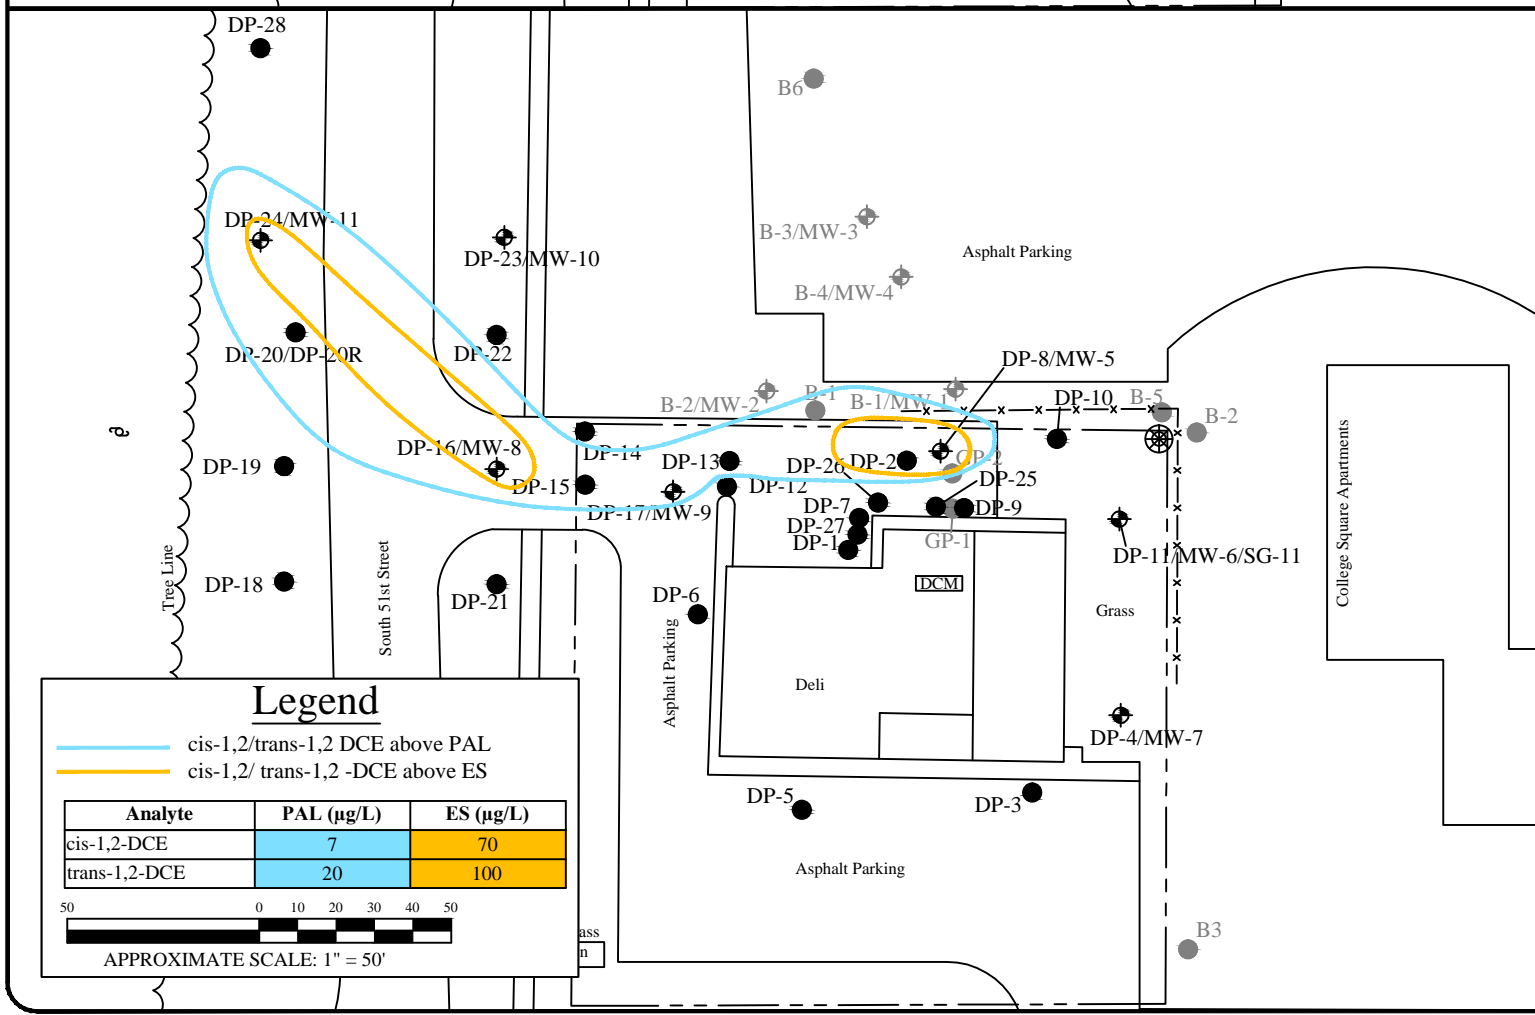 DP-28
B6
DP-24/MW-11
B-3/MW-3
DP-23/MW-10
Asphalt Parking
B-4/MW-4
DP-20/DP-20R
DP-22
DP-8/MW-5
B-2/MW-2
B-1
B-1/MW-1
DP-10
B-5
B-2
DP-16/MW-8
DP-14
DP-19
DP-13
DP-26
DP-2
GP-2
DP-15
DP-12
DP-25
DP-17/MW-9
DP-7
DP-9
DP-27
DP-1
GP-1
DP-11/MW-6/SG-11
College Square Apartments
Tree Line
South 51st Street
DP-18
DP-21
DP-6
DCM
Grass
Asphalt Parking
Deli
DP-4/MW-7
DP-5
DP-3
Asphalt Parking
B3
Legend
cis-1,2/trans-1,2 DCE above PAL
cis-1,2/ trans-1,2 -DCE above ES
Analyte PAL (µg/L) ES (µg/L)
cis-1,2-DCE 7 70
trans-1,2-DCE 20 100
50 0 10 20 30 40 50
APPROXIMATE SCALE: 1" = 50'
ass
n